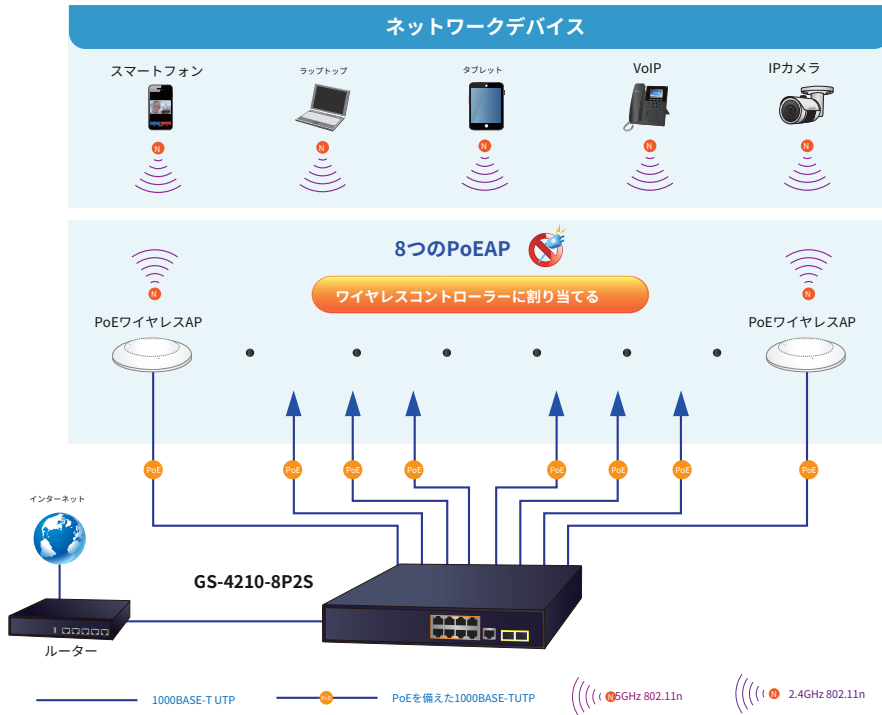 ネットワークデバイス
スマートフォン
ラップトップ
タブレット
VoIP
IPカメラ
N
N
N
N
N
8つのPoEAP
ワイヤレスコントローラーに割り当てる
N
N
PoEワイヤレスAP
PoEワイヤレスAP
PoE
PoE
PoE
PoE
PoE
PoE
PoE
PoE
インターネット
GS-4210-8P2S
ルーター
1000BASE-T UTP
PoE
PoEを備えた1000BASE-TUTP
N
5GHz 802.11n
N
2.4GHz 802.11n